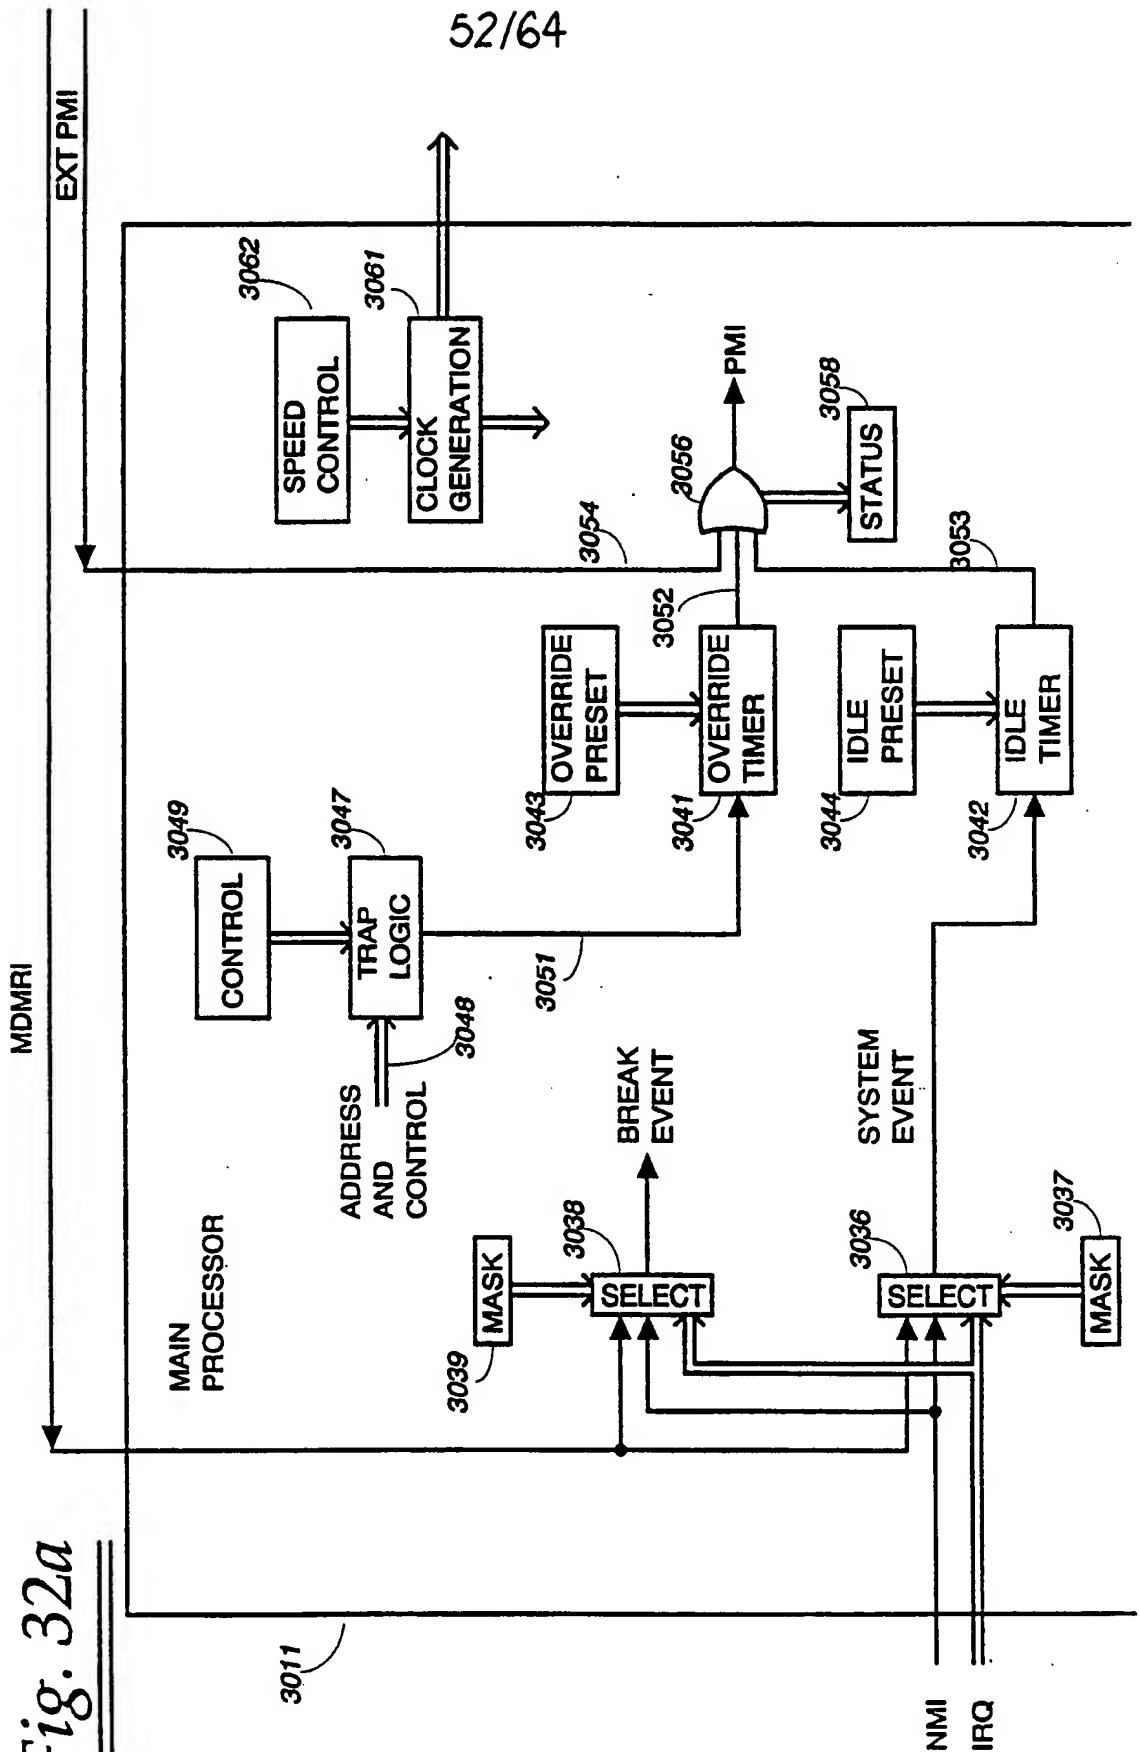 52/64
Fig. 32a
MDMRI
EXT PMI
3011
MAIN
PROCESSOR
CONTROL
3049
TRAP
LOGIC
3047
ADDRESS
AND
CONTROL
3048
3051
SPEED
CONTROL
3062
CLOCK
GENERATION
3061
MASK
3039
SELECT
3038
BREAK
EVENT
OVERRIDE
PRESET
3043
OVERRIDE
TIMER
3041
3052
3054
3056
PMI
STATUS
3058
IDLE
PRESET
3044
IDLE
TIMER
3042
3053
SELECT
3036
SYSTEM
EVENT
MASK
3037
NMI
IRQ